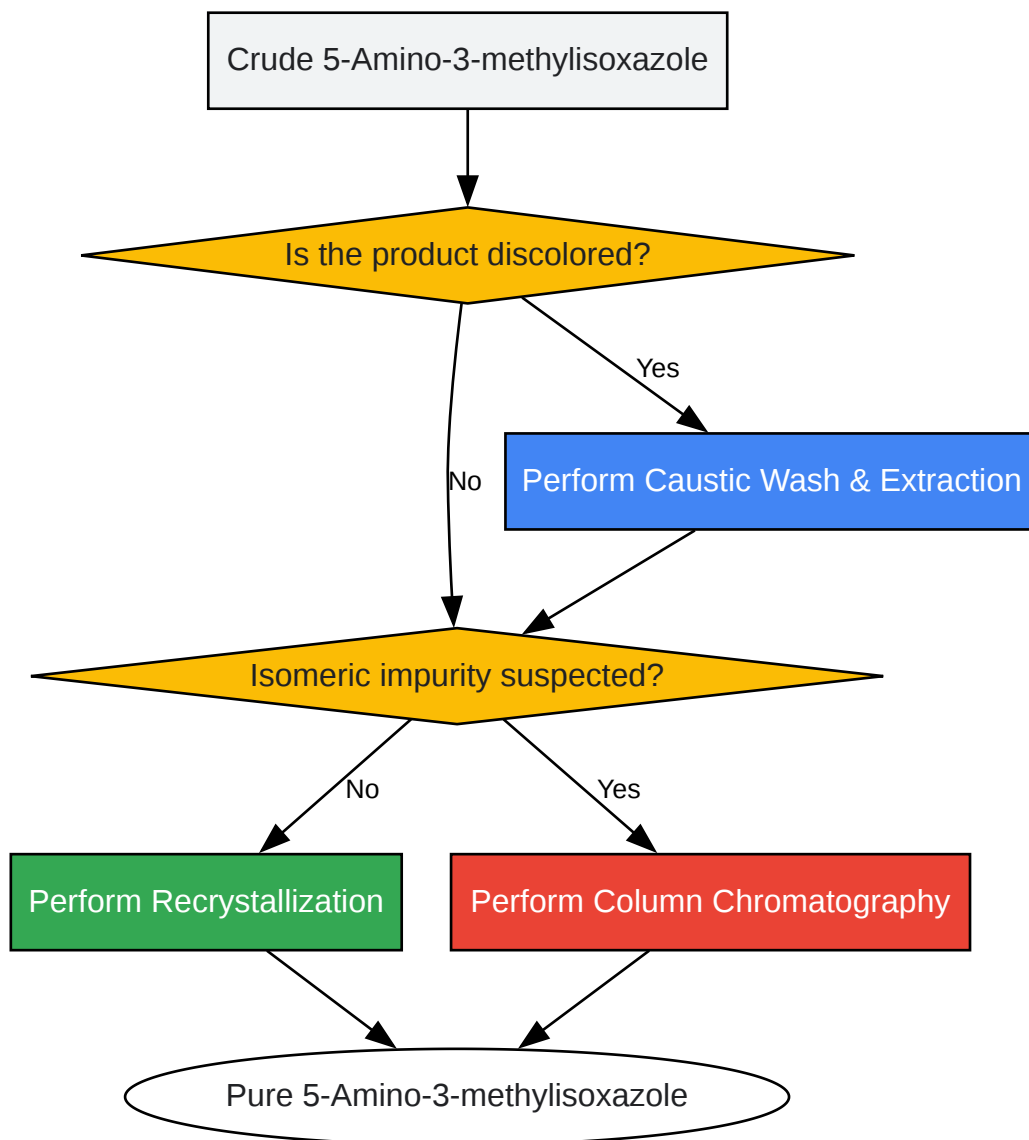 Crude 5-Amino-3-methylisoxazole
Is the product discolored?
Yes
No
Perform Caustic Wash & Extraction
Isomeric impurity suspected?
No
Yes
Perform Recrystallization
Perform Column Chromatography
Pure 5-Amino-3-methylisoxazole